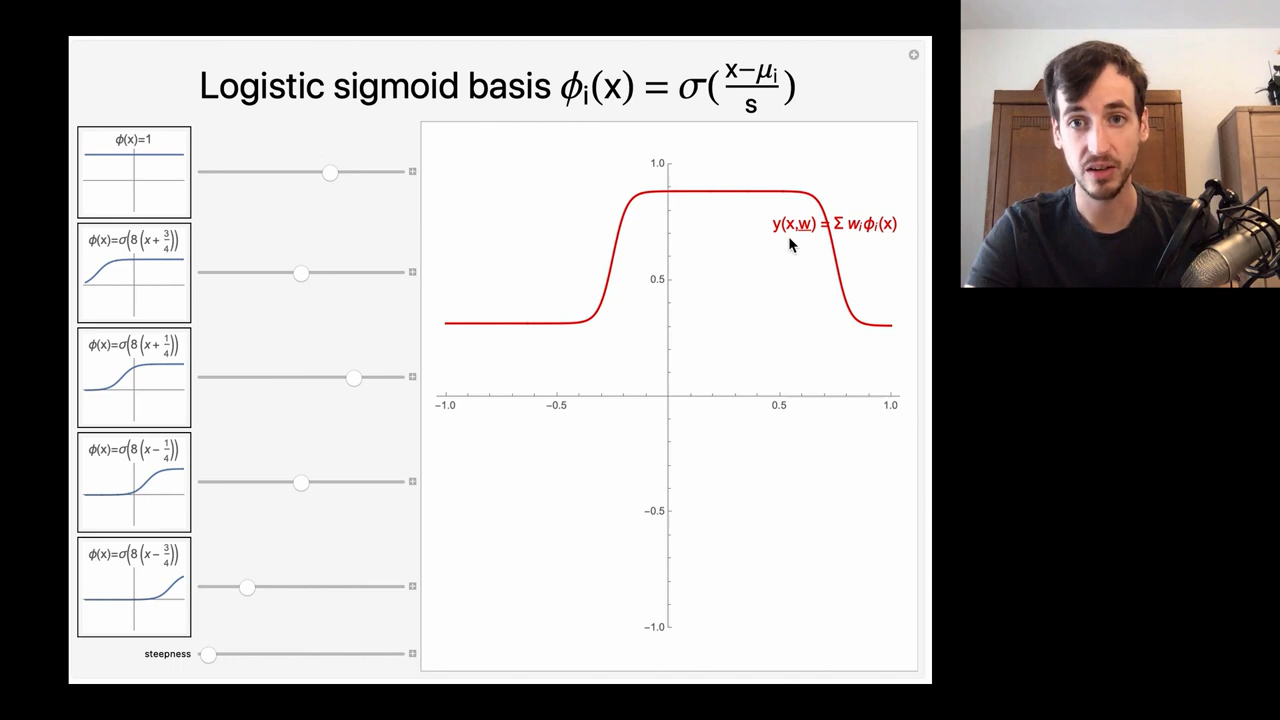 Logistic sigmoid basis ϕᵢ(x) = σ((x−μᵢ)/s)
ϕ(x)=1
ϕ(x)=σ(8(x+ 3/4))
ϕ(x)=σ(8(x+ 1/4))
ϕ(x)=σ(8(x− 1/4))
ϕ(x)=σ(8(x− 3/4))
steepness
1.0
y(x,w) = Σ wᵢϕᵢ(x)
0.5
−1.0 −0.5 0.5 1.0
−0.5
−1.0